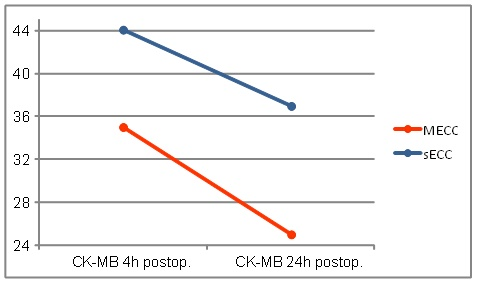 44
40
36
32
28
24
CK-MB 4h postop.
CK-MB 24h postop.
MECC
sECC